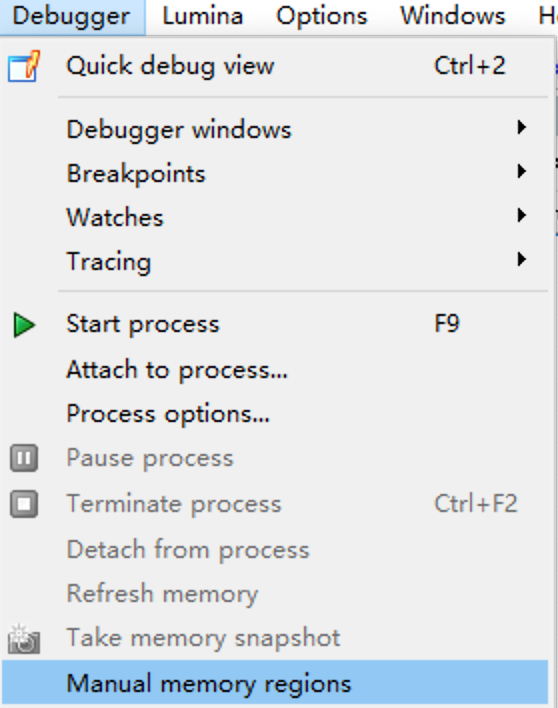 Debugger Lumina Options Windows
Quick debug view Ctrl+2
Debugger windows
Breakpoints
Watches
Tracing
Start process F9
Attach to process...
Process options...
Pause process
Terminate process Ctrl+F2
Detach from process
Refresh memory
Take memory snapshot
Manual memory regions